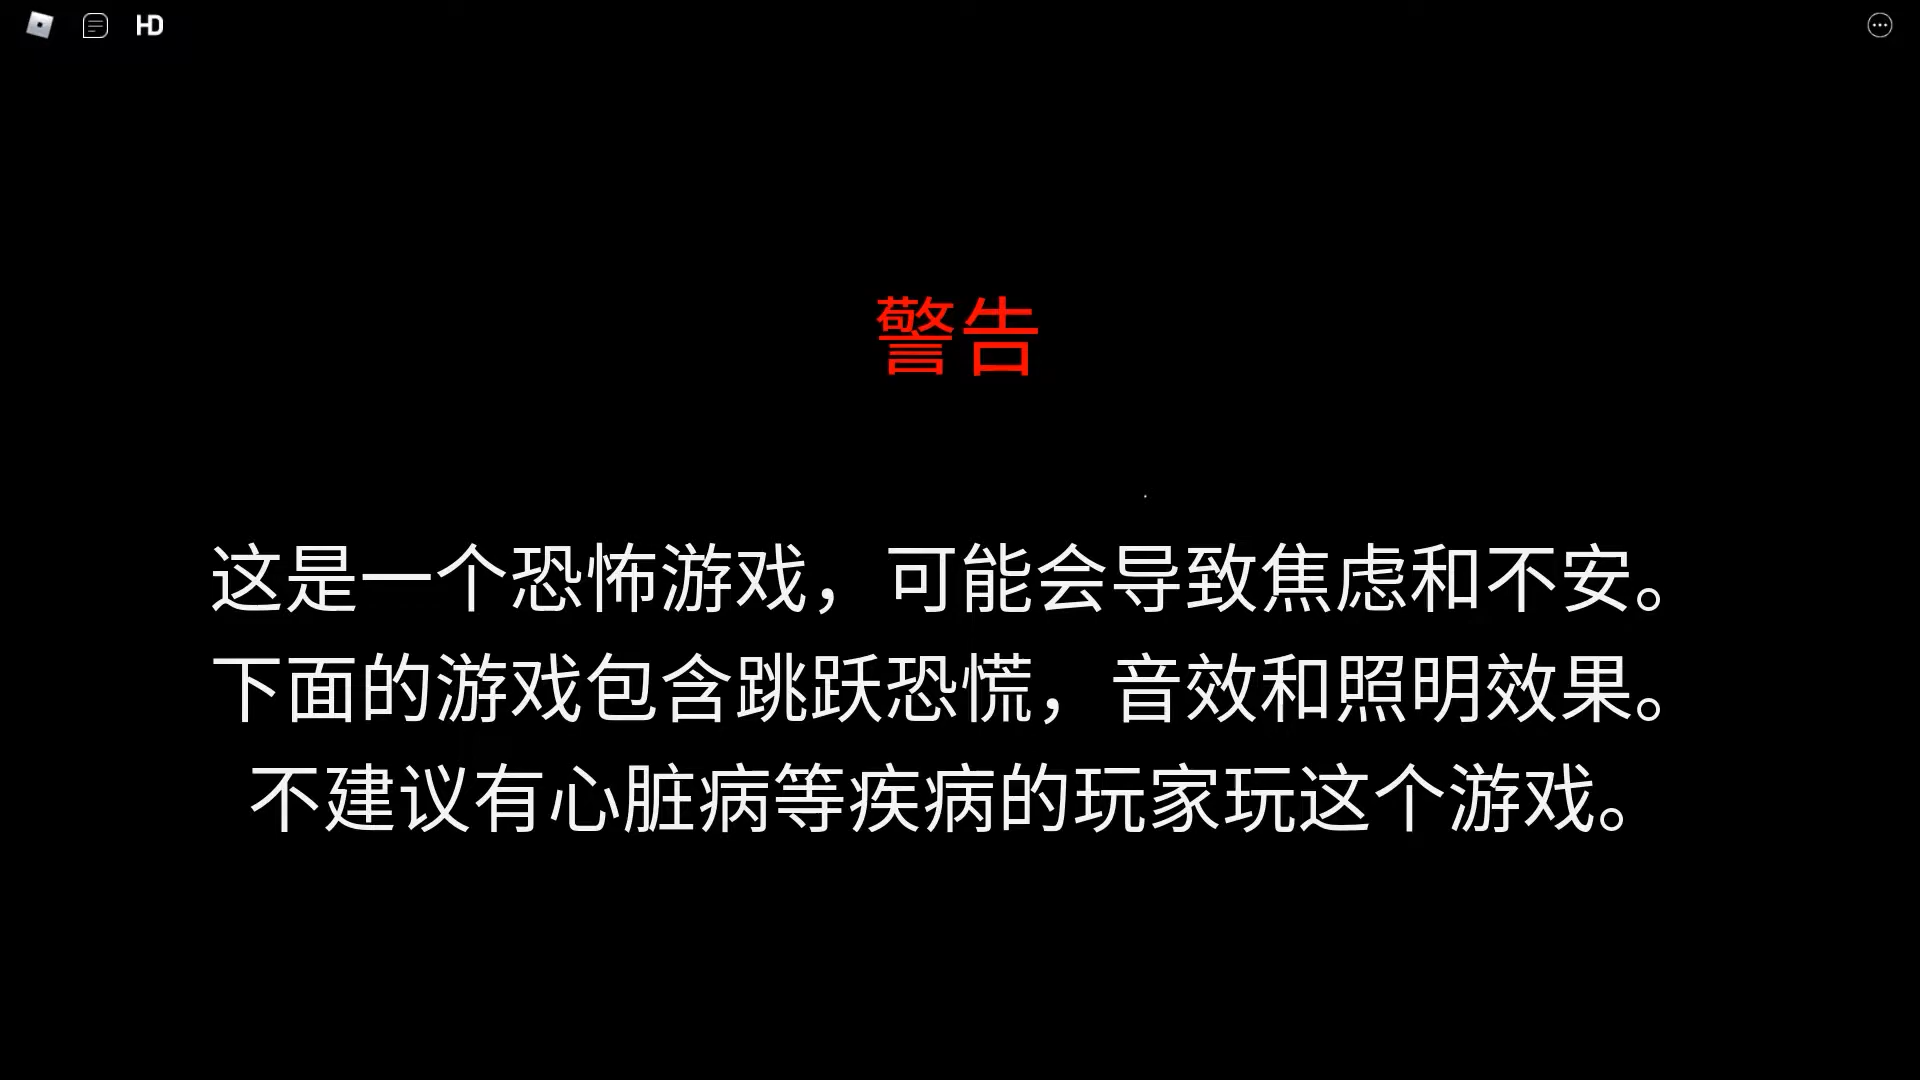 HD
警告
这是一个恐怖游戏，可能会导致焦虑和不安。
下面的游戏包含跳跃恐慌，音效和照明效果。
不建议有心脏病等疾病的玩家玩这个游戏。